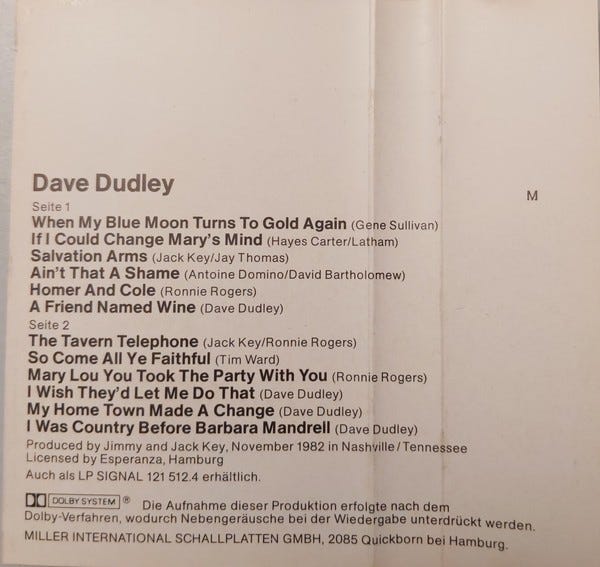 Dave Dudley
Seite 1
When My Blue Moon Turns To Gold Again (Gene Sullivan)
If I Could Change Mary's Mind (Hayes Carter/Latham)
Salvation Arms (Jack Key/Jay Thomas)
Ain't That A Shame (Antoine Domino/David Bartholomew)
Homer And Cole (Ronnie Rogers)
A Friend Named Wine (Dave Dudley)
Seite 2
The Tavern Telephone (Jack Key/Ronnie Rogers)
So Come All Ye Faithful (Tim Ward)
Mary Lou You Took The Party With You (Ronnie Rogers)
I Wish They'd Let Me Do That (Dave Dudley)
My Home Town Made A Change (Dave Dudley)
I Was Country Before Barbara Mandrell (Dave Dudley)
Produced by Jimmy and Jack Key, November 1982 in Nashville/Tennessee
Licensed by Esperanza, Hamburg
Auch als LP SIGNAL 121 512.4 erhältlich.
DOLBY SYSTEM ® Die Aufnahme dieser Produktion erfolgte nach dem
Dolby-Verfahren, wodurch Nebengeräusche bei der Wiedergabe unterdrückt werden.
MILLER INTERNATIONAL SCHALLPLATTEN GMBH, 2085 Quickborn bei Hamburg.
M